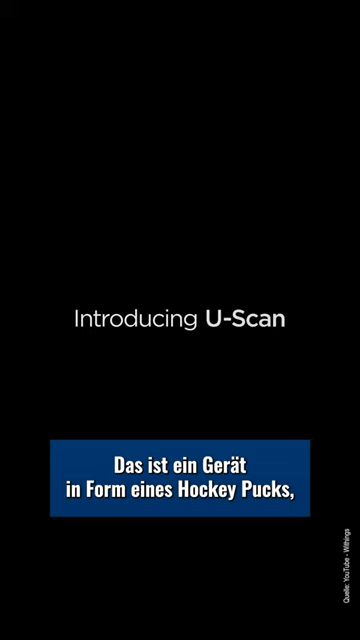 Introducing U-Scan
Das ist ein Gerät
in Form eines Hockey Pucks,
Quelle: YouTube - Withings